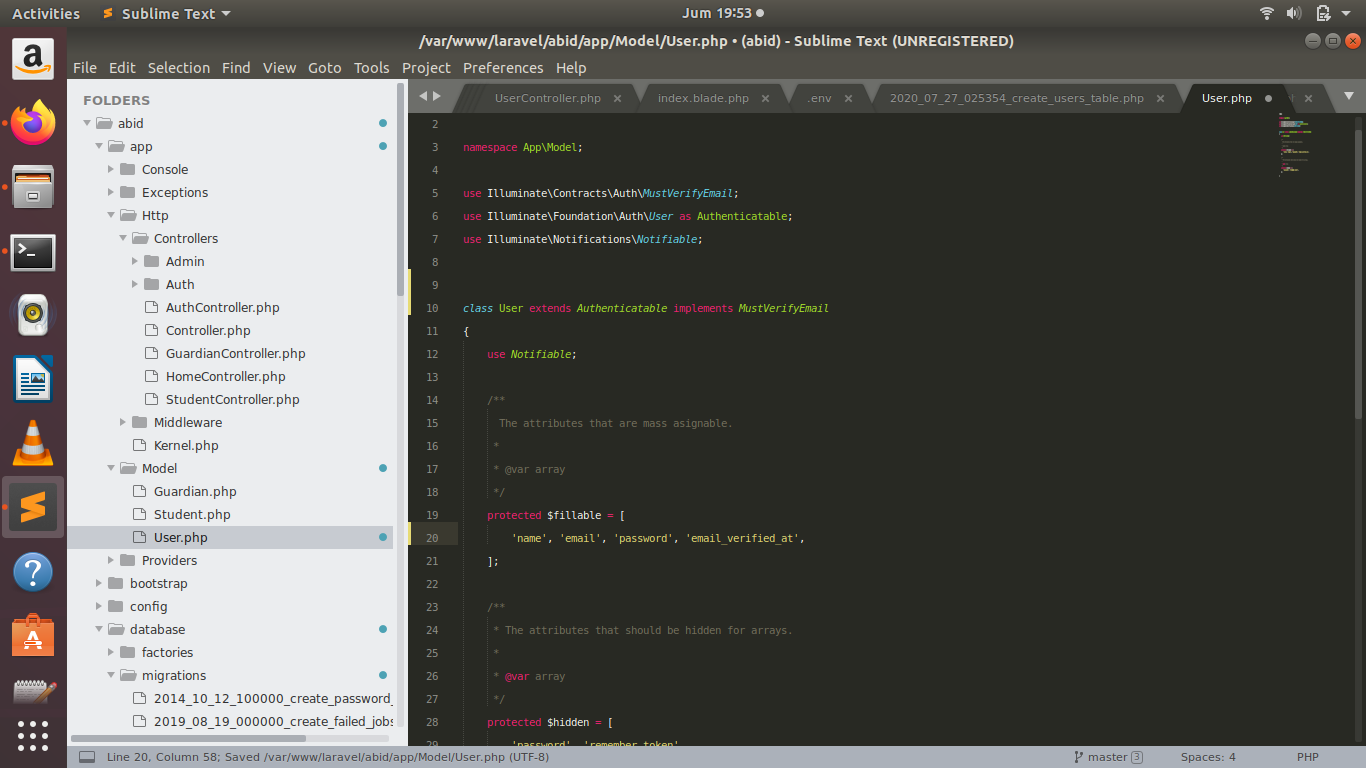 Activities Sublime Text Jum 19:53
/var/www/laravel/abid/app/Model/User.php • (abid) - Sublime Text (UNREGISTERED)
File Edit Selection Find View Goto Tools Project Preferences Help
FOLDERS
abid
app
Console
Exceptions
Http
Controllers
Admin
Auth
AuthController.php
Controller.php
GuardianController.php
HomeController.php
StudentController.php
Middleware
Kernel.php
Model
Guardian.php
Student.php
User.php
Providers
bootstrap
config
database
factories
migrations
2014_10_12_100000_create_password_
2019_08_19_000000_create_failed_jobs
UserController.php × index.blade.php × .env × 2020_07_27_025354_create_users_table.php × User.php
2
3 namespace App\Model;
4
5 use Illuminate\Contracts\Auth\MustVerifyEmail;
6 use Illuminate\Foundation\Auth\User as Authenticatable;
7 use Illuminate\Notifications\Notifiable;
8
9
10 class User extends Authenticatable implements MustVerifyEmail
11 {
12 use Notifiable;
13
14 /**
15 The attributes that are mass asignable.
16 *
17 * @var array
18 */
19 protected $fillable = [
20 'name', 'email', 'password', 'email_verified_at',
21 ];
22
23 /**
24 * The attributes that should be hidden for arrays.
25 *
26 * @var array
27 */
28 protected $hidden = [
29 'password', 'remember_token'
Line 20, Column 58; Saved /var/www/laravel/abid/app/Model/User.php (UTF-8) master 3 Spaces: 4 PHP